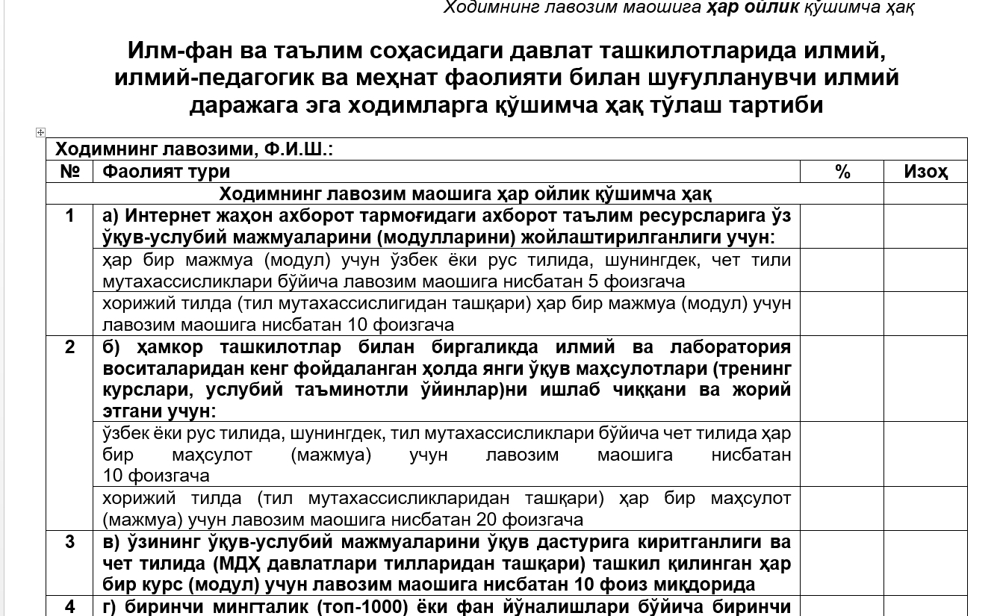 Ходимнинг лавозим маошига ҳар ойлик қўшимча ҳақ
Илм-фан ва таълим соҳасидаги давлат ташкилотларида илмий,
илмий-педагогик ва меҳнат фаолияти билан шуғулланувчи илмий
даражага эга ходимларга қўшимча ҳақ тўлаш тартиби
Ходимнинг лавозими, Ф.И.Ш.:
№ Фаолият тури % Изоҳ
Ходимнинг лавозим маошига ҳар ойлик қўшимча ҳақ
1 а) Интернет жаҳон ахборот тармоғидаги ахборот таълим ресурсларига ўз
ўқув-услубий мажмуаларини (модулларини) жойлаштирилганлиги учун:
ҳар бир мажмуа (модул) учун ўзбек ёки рус тилида, шунингдек, чет тили
мутахассисликлари бўйича лавозим маошига нисбатан 5 фоизгача
хорижий тилда (тил мутахассислигидан ташқари) ҳар бир мажмуа (модул) учун
лавозим маошига нисбатан 10 фоизгача
2 б) ҳамкор ташкилотлар билан биргаликда илмий ва лаборатория
воситаларидан кенг фойдаланган ҳолда янги ўқув маҳсулотлари (тренинг
курслари, услубий таъминотли ўйинлар)ни ишлаб чиққани ва жорий
этгани учун:
ўзбек ёки рус тилида, шунингдек, тил мутахассисликлари бўйича чет тилида ҳар
бир маҳсулот (мажмуа) учун лавозим маошига нисбатан
10 фоизгача
хорижий тилда (тил мутахассисликларидан ташқари) ҳар бир маҳсулот
(мажмуа) учун лавозим маошига нисбатан 20 фоизгача
3 в) ўзининг ўқув-услубий мажмуаларини ўқув дастурига киритганлиги ва
чет тилида (МДҲ давлатлари тилларидан ташқари) ташкил қилинган ҳар
бир курс (модул) учун лавозим маошига нисбатан 10 фоиз миқдорида
4 г) биринчи мингталик (топ-1000) ёки фан йўналишлари бўйича биринчи